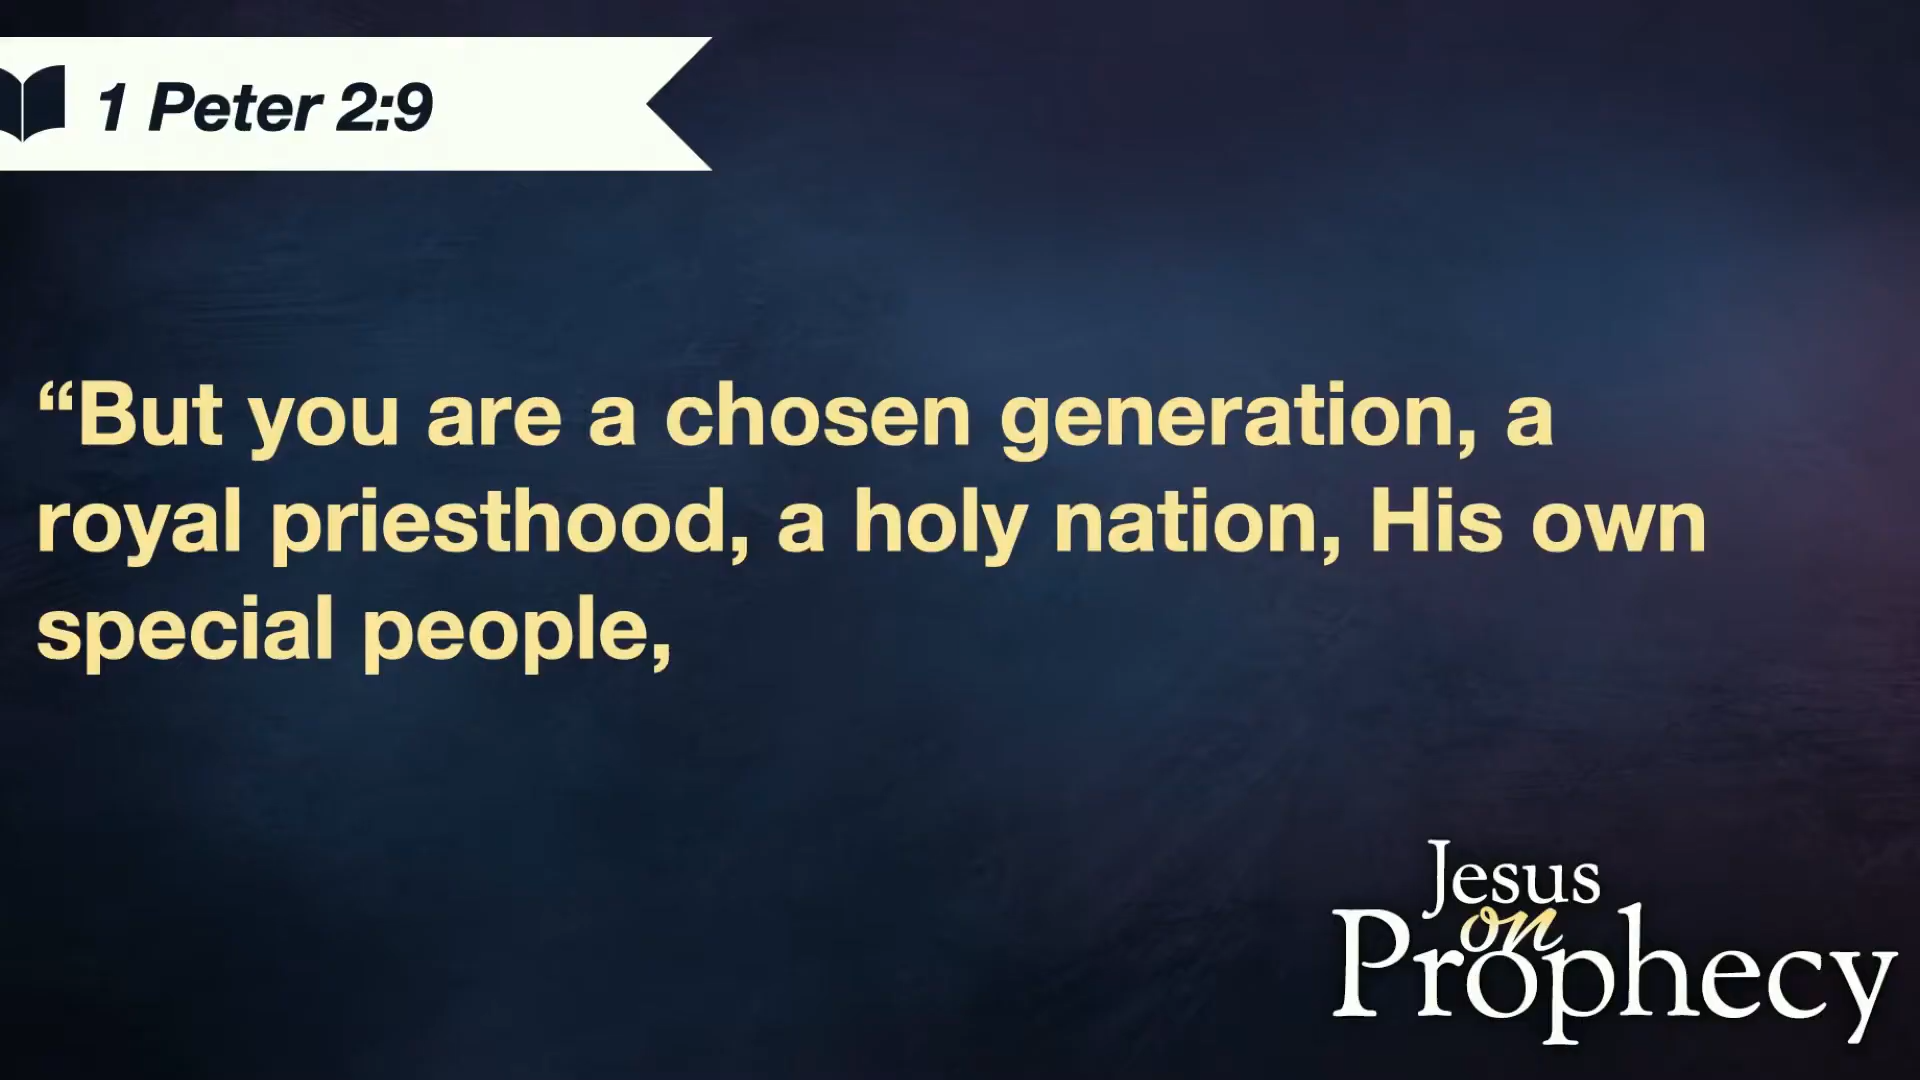 1 Peter 2:9
“But you are a chosen generation, a
royal priesthood, a holy nation, His own
special people,
Jesus
on
Prophecy